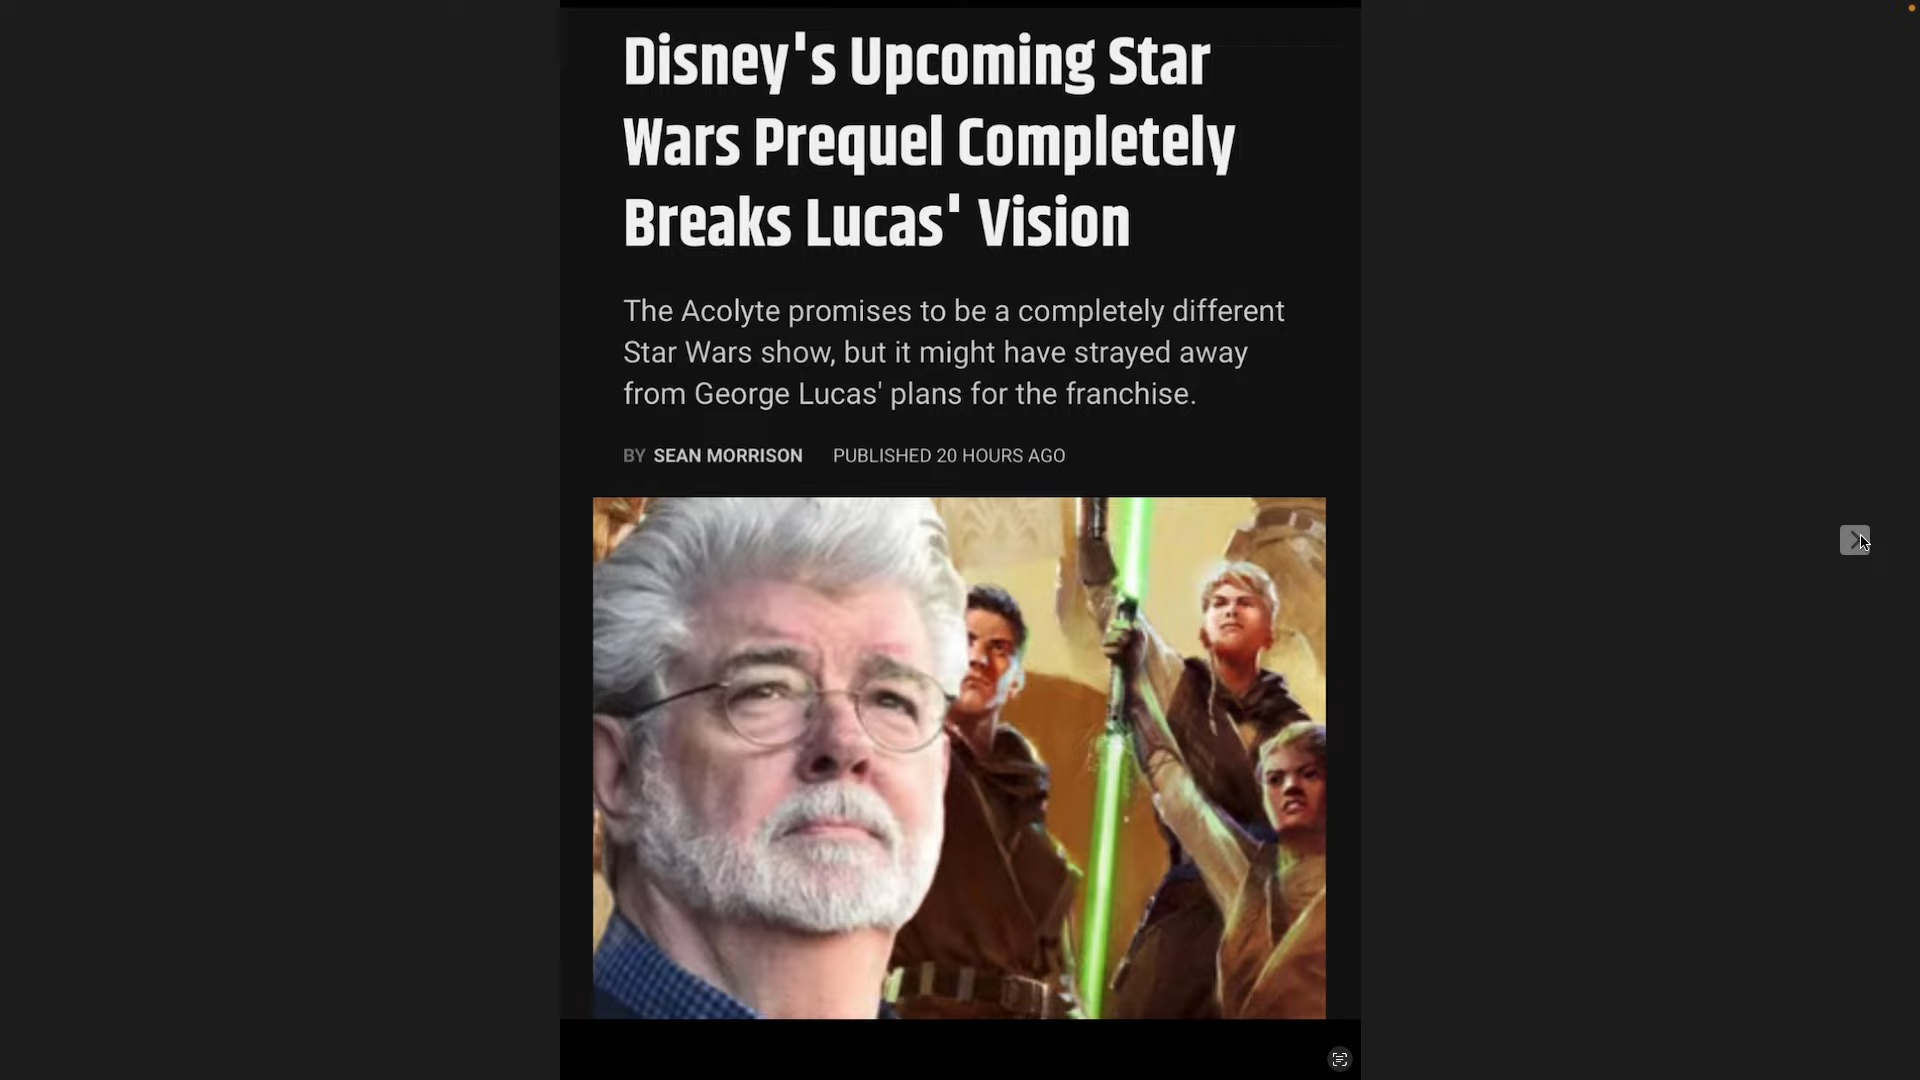 Disney's Upcoming Star
Wars Prequel Completely
Breaks Lucas' Vision
The Acolyte promises to be a completely different
Star Wars show, but it might have strayed away
from George Lucas' plans for the franchise.
BY SEAN MORRISON PUBLISHED 20 HOURS AGO